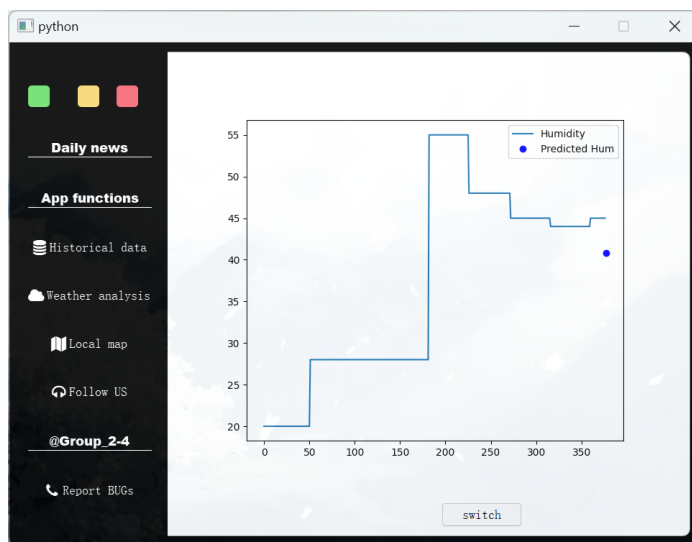 python
Daily news
App functions
Historical data
Weather analysis
Local map
Follow US
@Group_2-4
Report BUGs
Humidity
Predicted Hum
55
50
45
40
35
30
25
20
0 50 100 150 200 250 300 350
switch